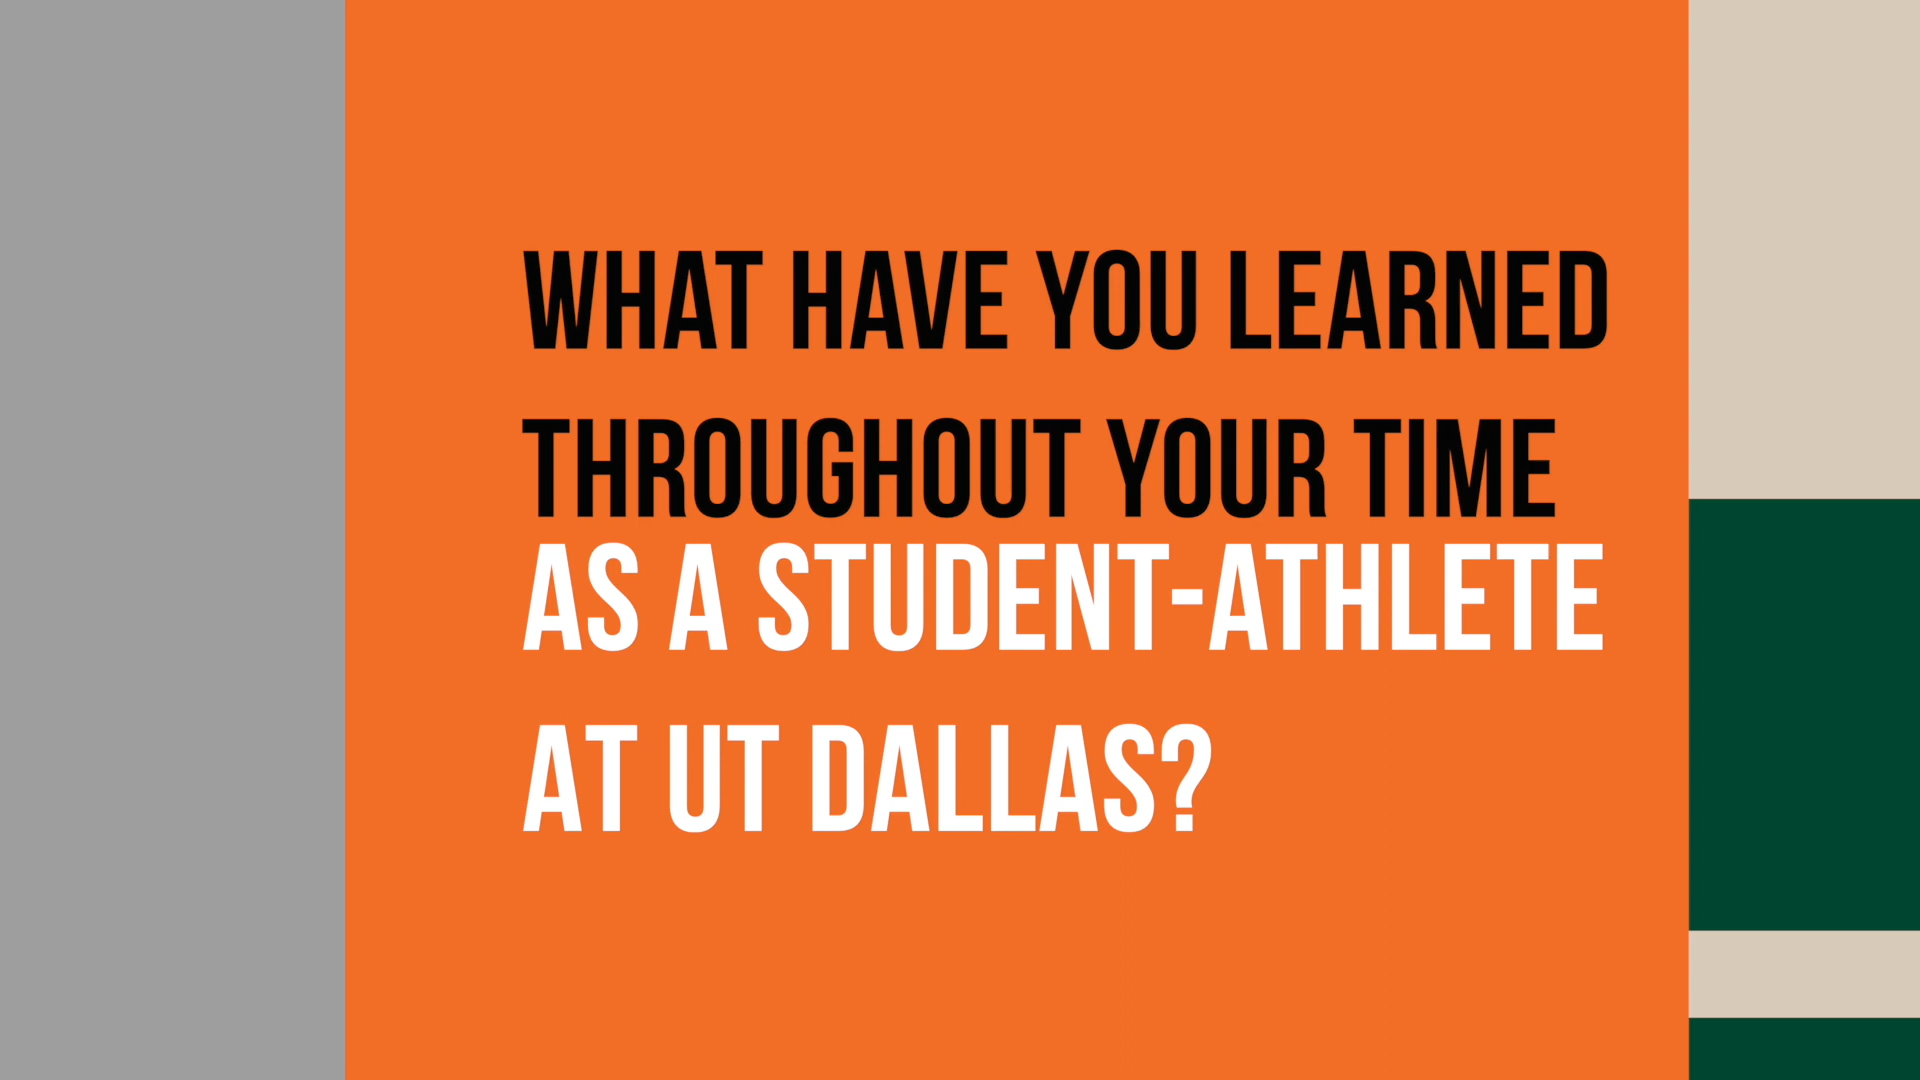 WHAT HAVE YOU LEARNED
THROUGHOUT YOUR TIME
AS A STUDENT-ATHLETE
AT UT DALLAS?